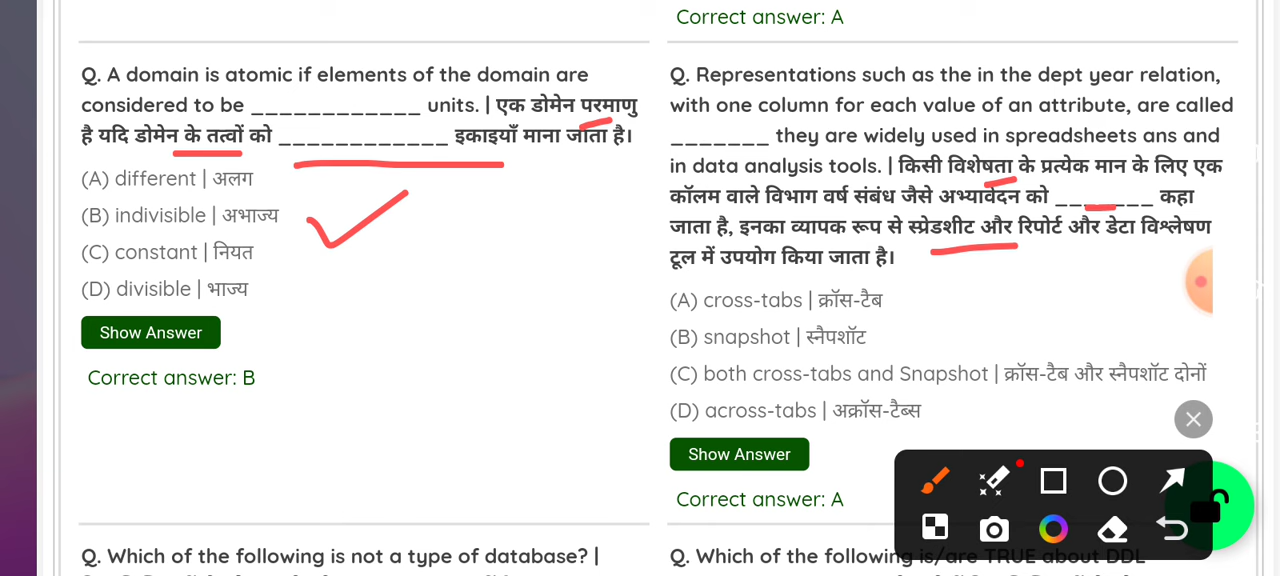 Q. A domain is atomic if elements of the domain are
considered to be _____________ units. | एक डोमेन परमाणु
है यदि डोमेन के तत्वों को _____________ इकाइयाँ माना जाता है।
(A) different | अलग
(B) indivisible | अभाज्य
(C) constant | नियत
(D) divisible | भाज्य
Show Answer
Correct answer: B
Q. Which of the following is not a type of database? |
Correct answer: A
Q. Representations such as the in the dept year relation,
with one column for each value of an attribute, are called
_______ they are widely used in spreadsheets ans and
in data analysis tools. | किसी विशेषता के प्रत्येक मान के लिए एक
कॉलम वाले विभाग वर्ष संबंध जैसे अभ्यावेदन को _______ कहा
जाता है, इनका व्यापक रूप से स्प्रेडशीट और रिपोर्ट और डेटा विश्लेषण
टूल में उपयोग किया जाता है।
(A) cross-tabs | क्रॉस-टैब
(B) snapshot | स्नैपशॉट
(C) both cross-tabs and Snapshot | क्रॉस-टैब और स्नैपशॉट दोनों
(D) across-tabs | अक्रॉस-टैब्स
Show Answer
Correct answer: A
Q. Which of the following is/are TRUE about DDL